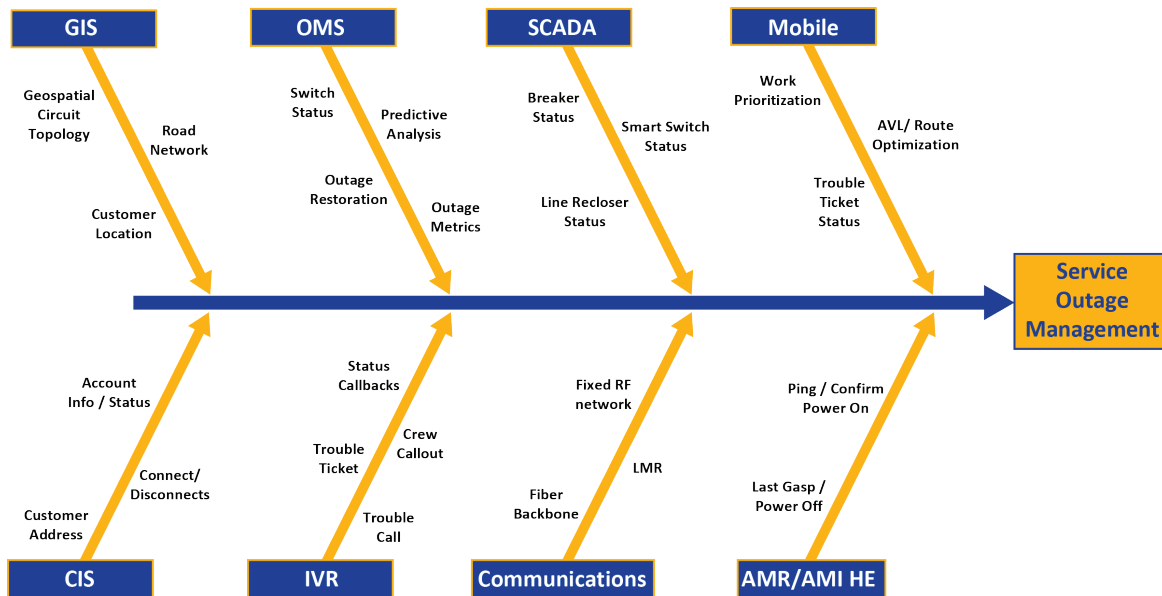 GIS
OMS
SCADA
Mobile
Geospatial
Circuit
Topology
Road
Network
Customer
Location
Switch
Status
Predictive
Analysis
Outage
Restoration
Outage
Metrics
Breaker
Status
Smart Switch
Status
Line Recloser
Status
Work
Prioritization
AVL/ Route
Optimization
Trouble
Ticket
Status
Service
Outage
Management
Account
Info / Status
Connect/
Disconnects
Customer
Address
Status
Callbacks
Crew
Callout
Trouble
Ticket
Trouble
Call
Fixed RF
network
LMR
Fiber
Backbone
Ping / Confirm
Power On
Last Gasp /
Power Off
CIS
IVR
Communications
AMR/AMI HE